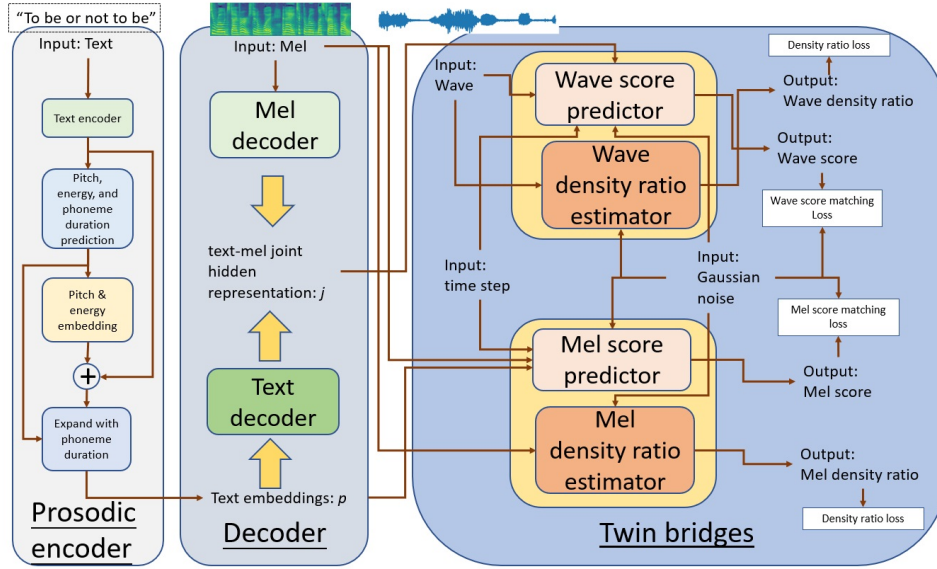 “To be or not to be”
Input: Text
Text encoder
Pitch,
energy, and
phoneme
duration
prediction
Pitch &
energy
embedding
+
Expand with
phoneme
duration
Prosodic
encoder
Input: Mel
Mel
decoder
text-mel joint
hidden
representation: j
Text
decoder
Text embeddings: p
Decoder
Input:
Wave
Wave score
predictor
Wave
density ratio
estimator
Input:
time step
Input:
Gaussian
noise
Mel score
predictor
Mel
density ratio
estimator
Twin bridges
Density ratio loss
Output:
Wave density ratio
Output:
Wave score
Wave score matching
Loss
Mel score matching
loss
Output:
Mel score
Output:
Mel density ratio
Density ratio loss